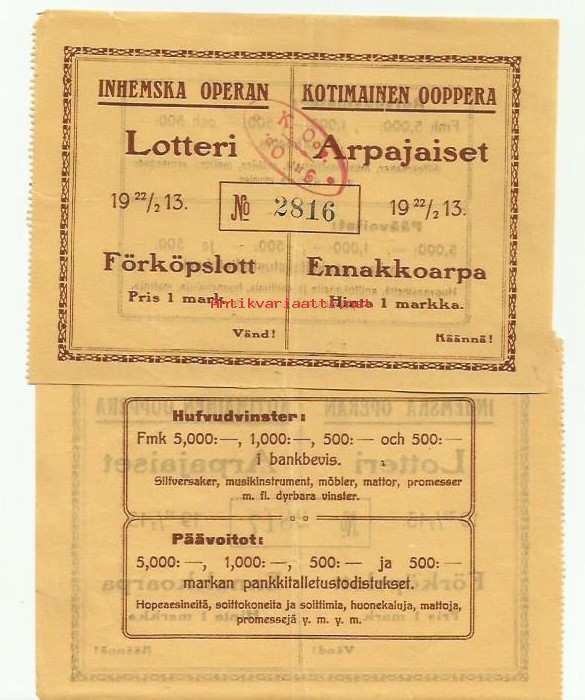 INHEMSKA OPERAN
Lotteri
19 22/2 13.
Förköpslott
Pris 1 mark.
Vänd!
KOTIMAINEN OOPPERA
Arpajaiset
19 22/2 13.
Ennakkoarpa
Hinta 1 markka.
Käännä!
№ 2816
Antikvariaatti.net
Hufvudvinster:
Fmk 5,000:—, 1,000:—, 500:— och 500:—
i bankbevis.
Silfversaker, musikinstrument, möbler, mattor, promesser
m. fl. dyrbara vinster.
Päävoitot:
5,000:—, 1,000:—, 500:— ja 500:—
markan pankkitalletustodistukset.
Hopeaesineitä, soittokoneita ja soittimia, huonekaluja, mattoja,
promessejä y. m. y. m.